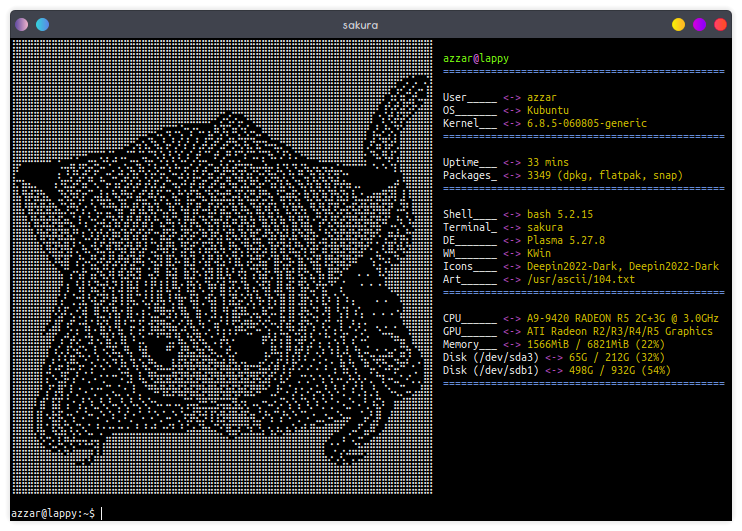 sakura
azzar@lappy
===============================================
User_____ <-> azzar
OS_______ <-> Kubuntu
Kernel___ <-> 6.8.5-060805-generic
===============================================
Uptime___ <-> 33 mins
Packages_ <-> 3349 (dpkg, flatpak, snap)
===============================================
Shell____ <-> bash 5.2.15
Terminal_ <-> sakura
DE_______ <-> Plasma 5.27.8
WM_______ <-> KWin
Icons____ <-> Deepin2022-Dark, Deepin2022-Dark
Art______ <-> /usr/ascii/104.txt
===============================================
CPU______ <-> A9-9420 RADEON R5 2C+3G @ 3.0GHz
GPU______ <-> ATI Radeon R2/R3/R4/R5 Graphics
Memory___ <-> 1566MiB / 6821MiB (22%)
Disk (/dev/sda3) <-> 65G / 212G (32%)
Disk (/dev/sdb1) <-> 498G / 932G (54%)
===============================================
azzar@lappy:~$